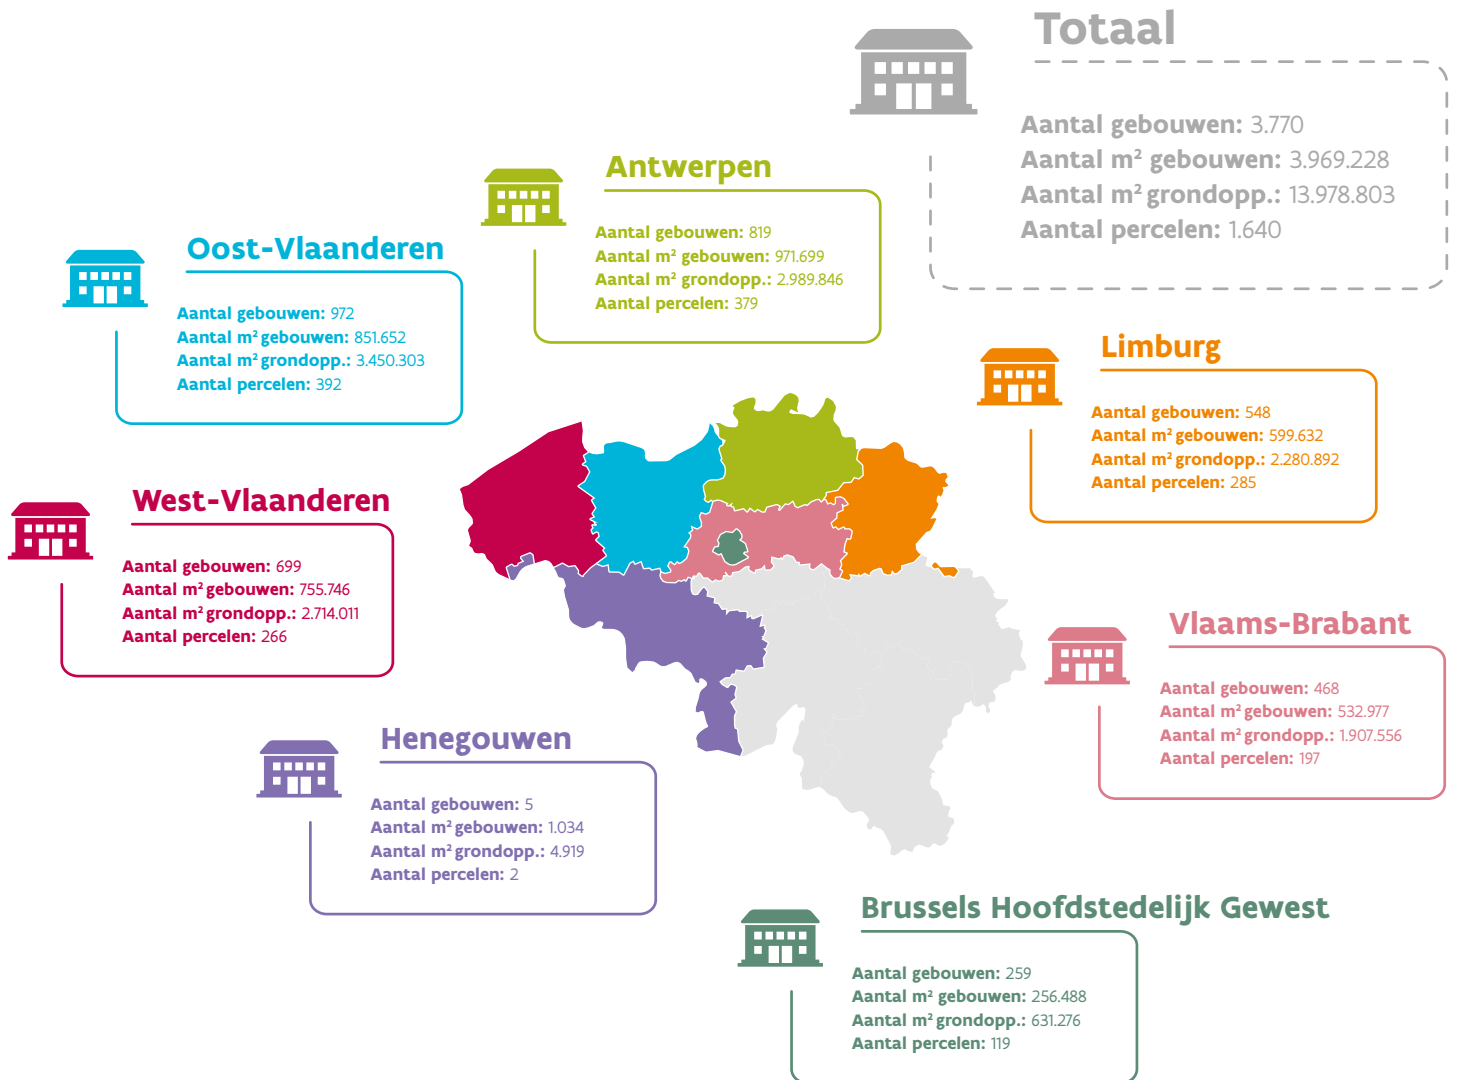 Totaal
Aantal gebouwen: 3.770
Aantal m² gebouwen: 3.969.228
Aantal m² grondopp.: 13.978.803
Aantal percelen: 1.640
Antwerpen
Aantal gebouwen: 819
Aantal m² gebouwen: 971.699
Aantal m² grondopp.: 2.989.846
Aantal percelen: 379
Oost-Vlaanderen
Aantal gebouwen: 972
Aantal m² gebouwen: 851.652
Aantal m² grondopp.: 3.450.303
Aantal percelen: 392
Limburg
Aantal gebouwen: 548
Aantal m² gebouwen: 599.632
Aantal m² grondopp.: 2.280.892
Aantal percelen: 285
West-Vlaanderen
Aantal gebouwen: 699
Aantal m² gebouwen: 755.746
Aantal m² grondopp.: 2.714.011
Aantal percelen: 266
Vlaams-Brabant
Aantal gebouwen: 468
Aantal m² gebouwen: 532.977
Aantal m² grondopp.: 1.907.556
Aantal percelen: 197
Henegouwen
Aantal gebouwen: 5
Aantal m² gebouwen: 1.034
Aantal m² grondopp.: 4.919
Aantal percelen: 2
Brussels Hoofdstedelijk Gewest
Aantal gebouwen: 259
Aantal m² gebouwen: 256.488
Aantal m² grondopp.: 631.276
Aantal percelen: 119